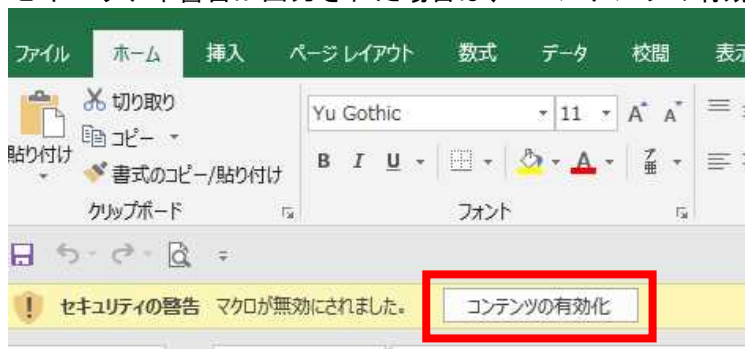 ファイル ホーム 挿入 ページ レイアウト 数式 データ 校閲 表示
切り取り
コピー
貼り付け
書式のコピー/貼り付け
クリップボード
Yu Gothic 11 A A
B I U A ア亜
フォント
セキュリティの警告 マクロが無効にされました。 コンテンツの有効化